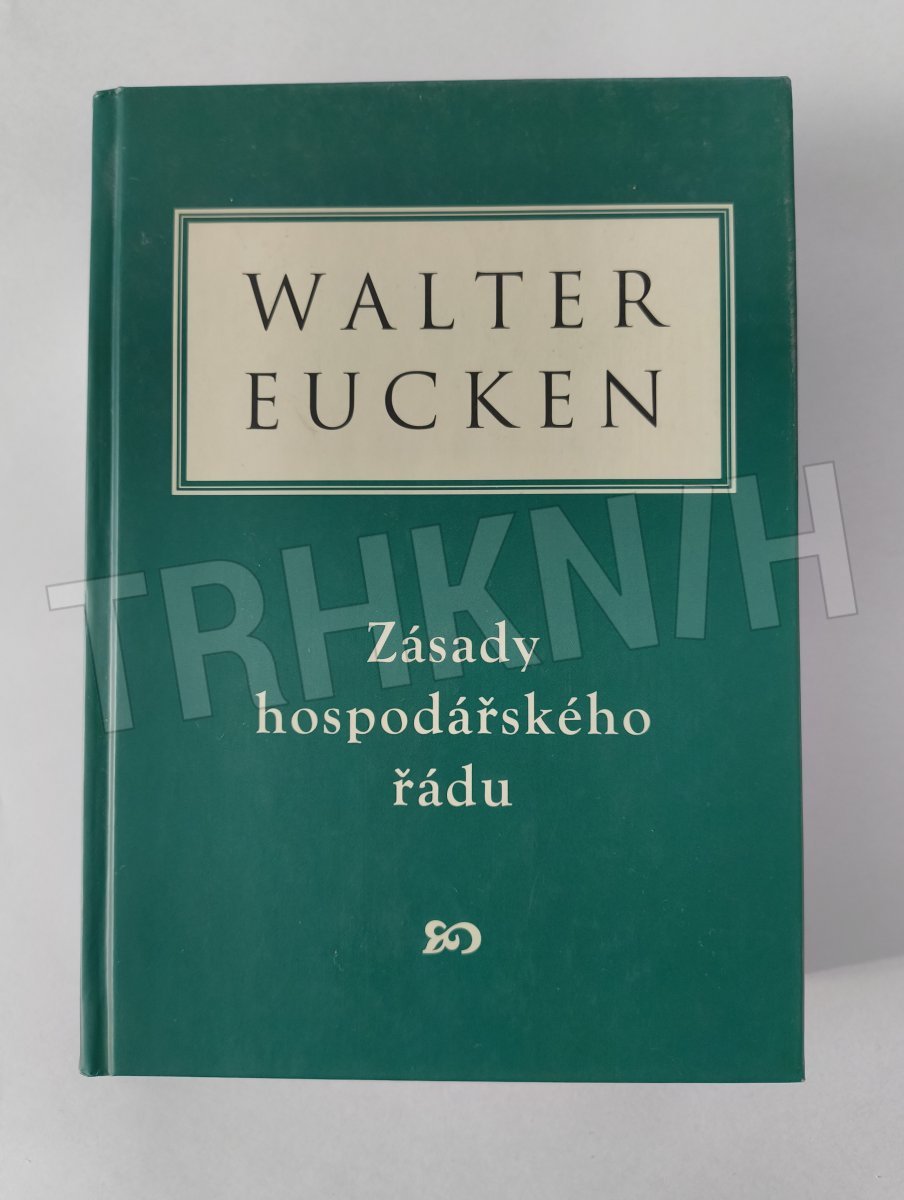 WALTER
EUCKEN
TRHKNIH
Zásady
hospodářského
řádu